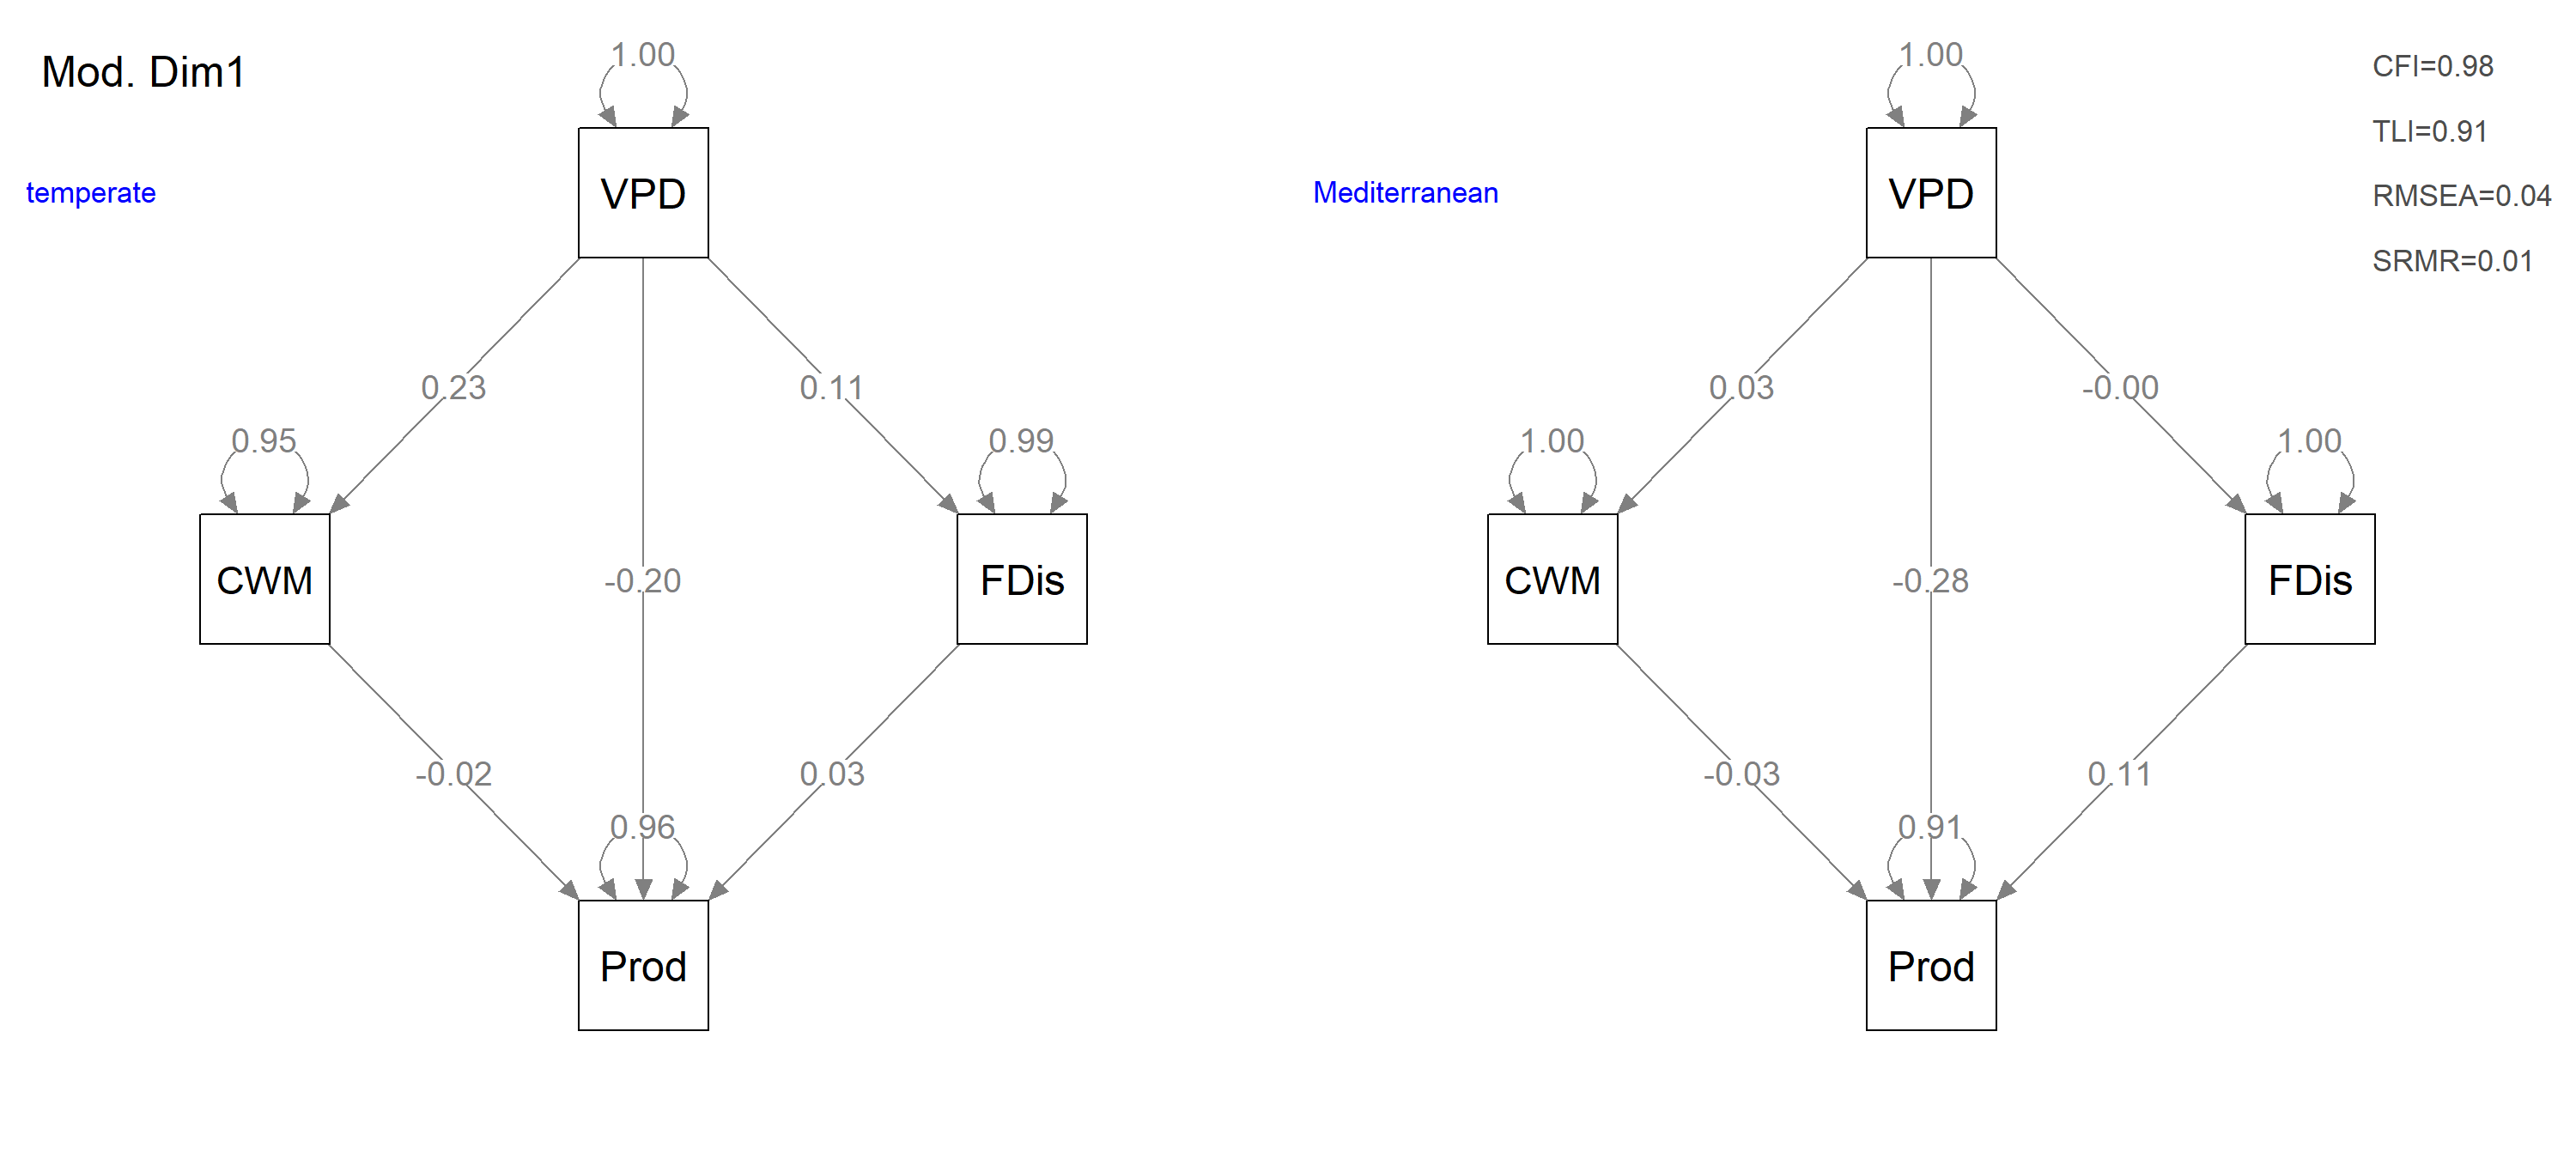 Mod. Dim1
temperate
1.00
VPD
0.23
0.11
0.95
0.99
CWM
-0.20
FDis
-0.02
0.03
0.96
Prod
Mediterranean
1.00
VPD
0.03
-0.00
1.00
1.00
CWM
-0.28
FDis
-0.03
0.11
0.91
Prod
CFI=0.98
TLI=0.91
RMSEA=0.04
SRMR=0.01